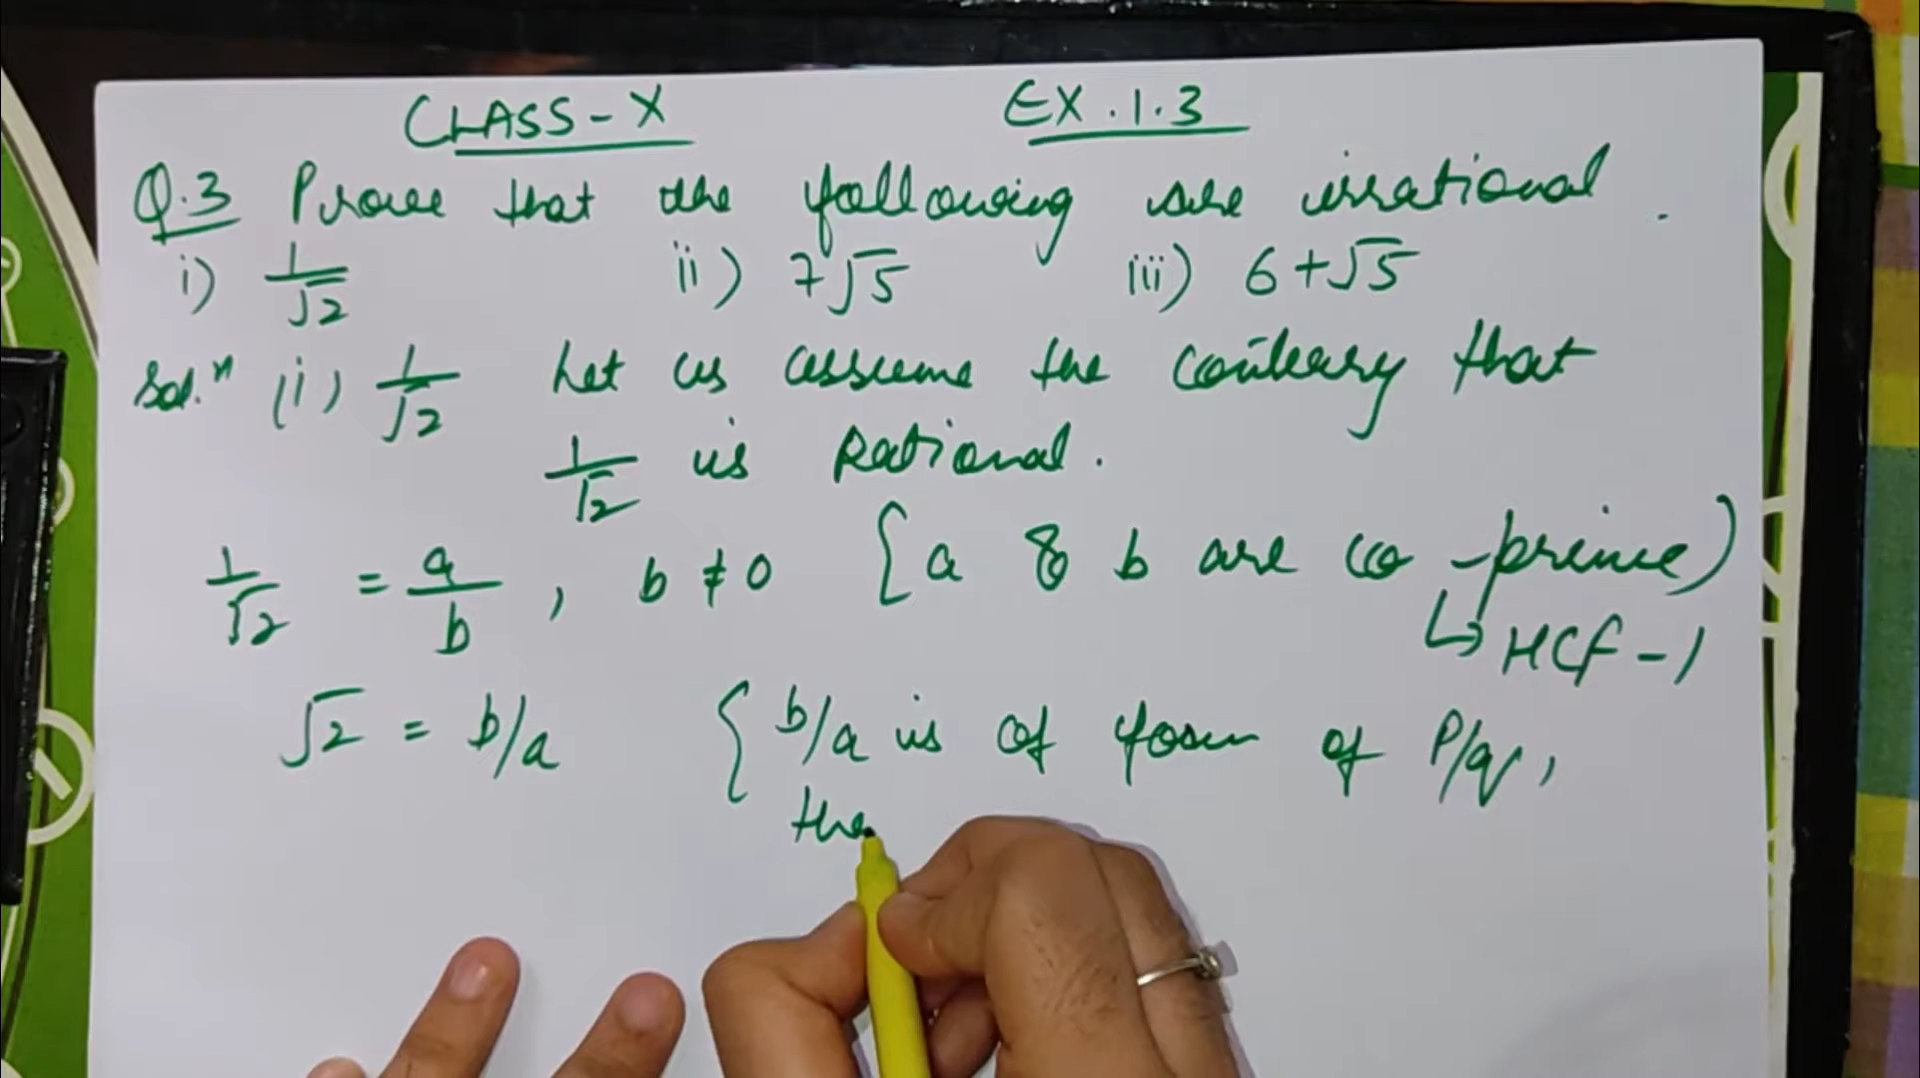 CLASS-X EX.1.3
Q.3 Prove that the following are irrational.
i) 1/√2 ii) 7√5 iii) 6+√5
Sol.ⁿ (i) 1/√2 Let us assume the contrary that
1/√2 is Rational.
1/√2 = a/b, b ≠ 0 {a & b are co-prime)
↳ HCF-1
√2 = b/a {b/a is of form of P/q,
the